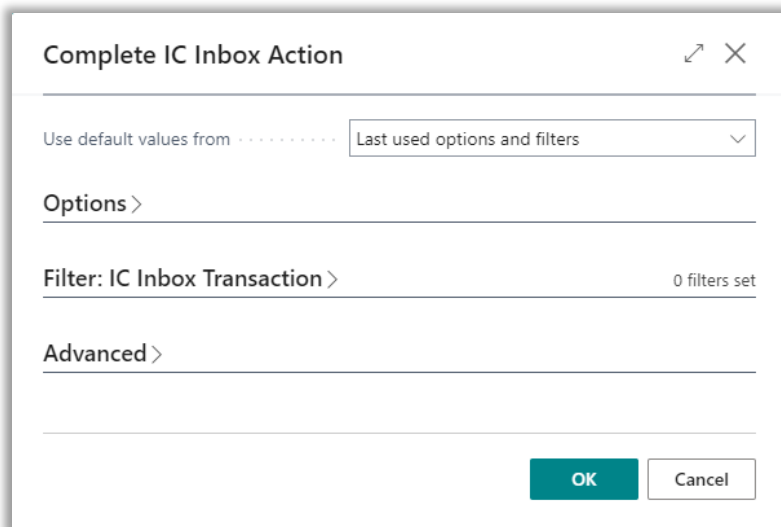 Complete IC Inbox Action
Use default values from Last used options and filters
Options
Filter: IC Inbox Transaction 0 filters set
Advanced
OK Cancel